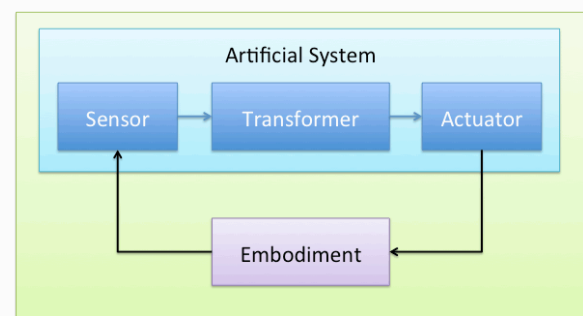 Artificial System
Sensor
Transformer
Actuator
Embodiment